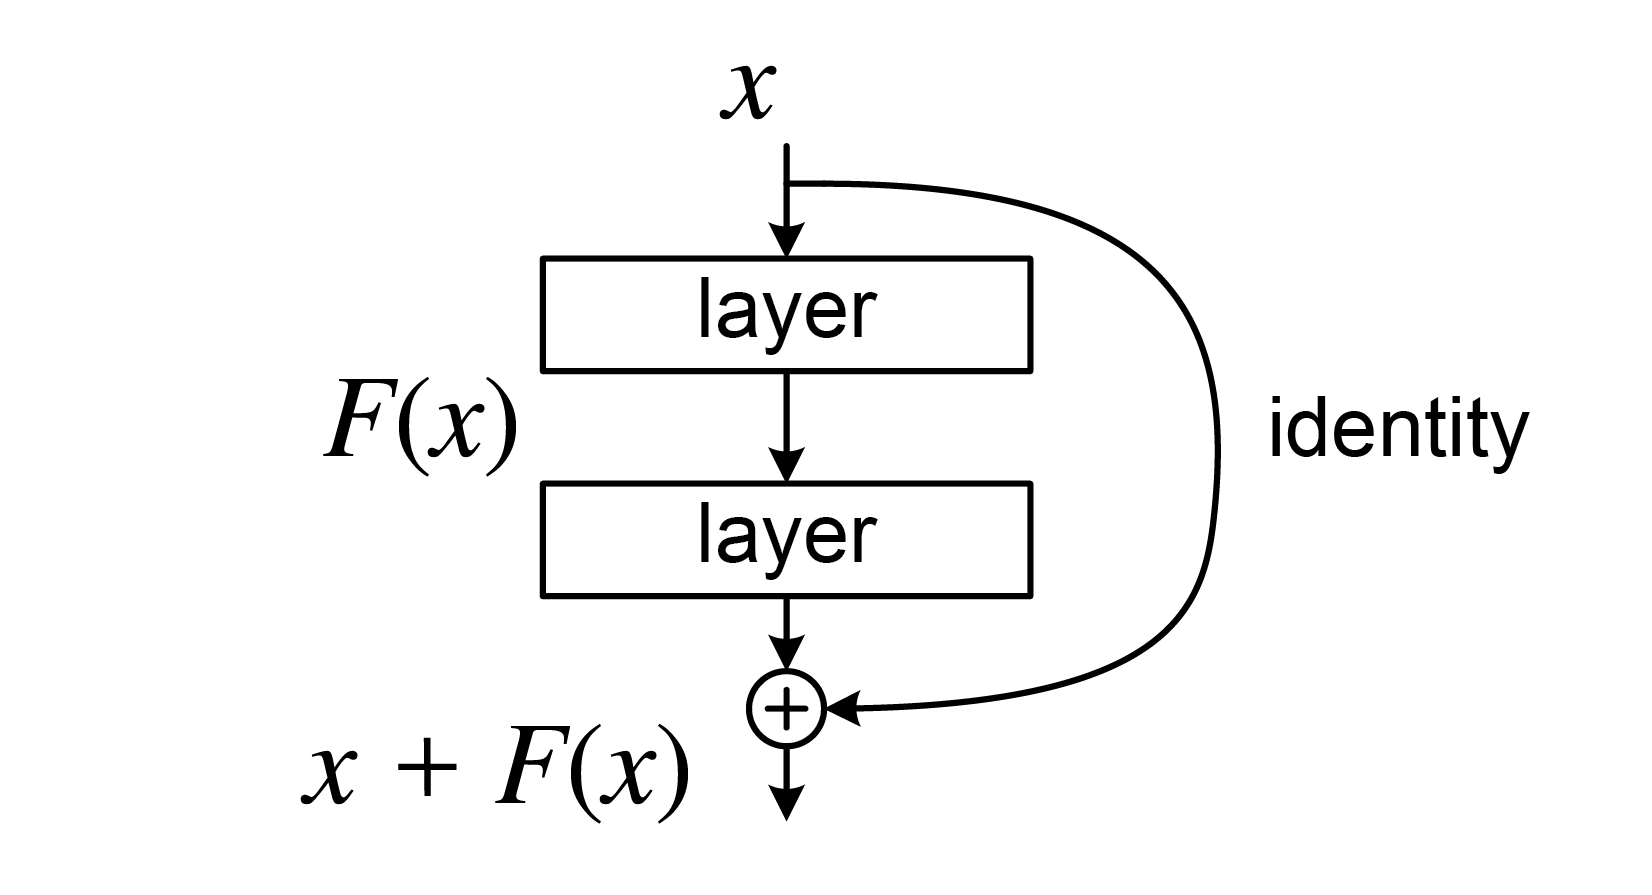 x
layer
F(x)
identity
layer
x + F(x)